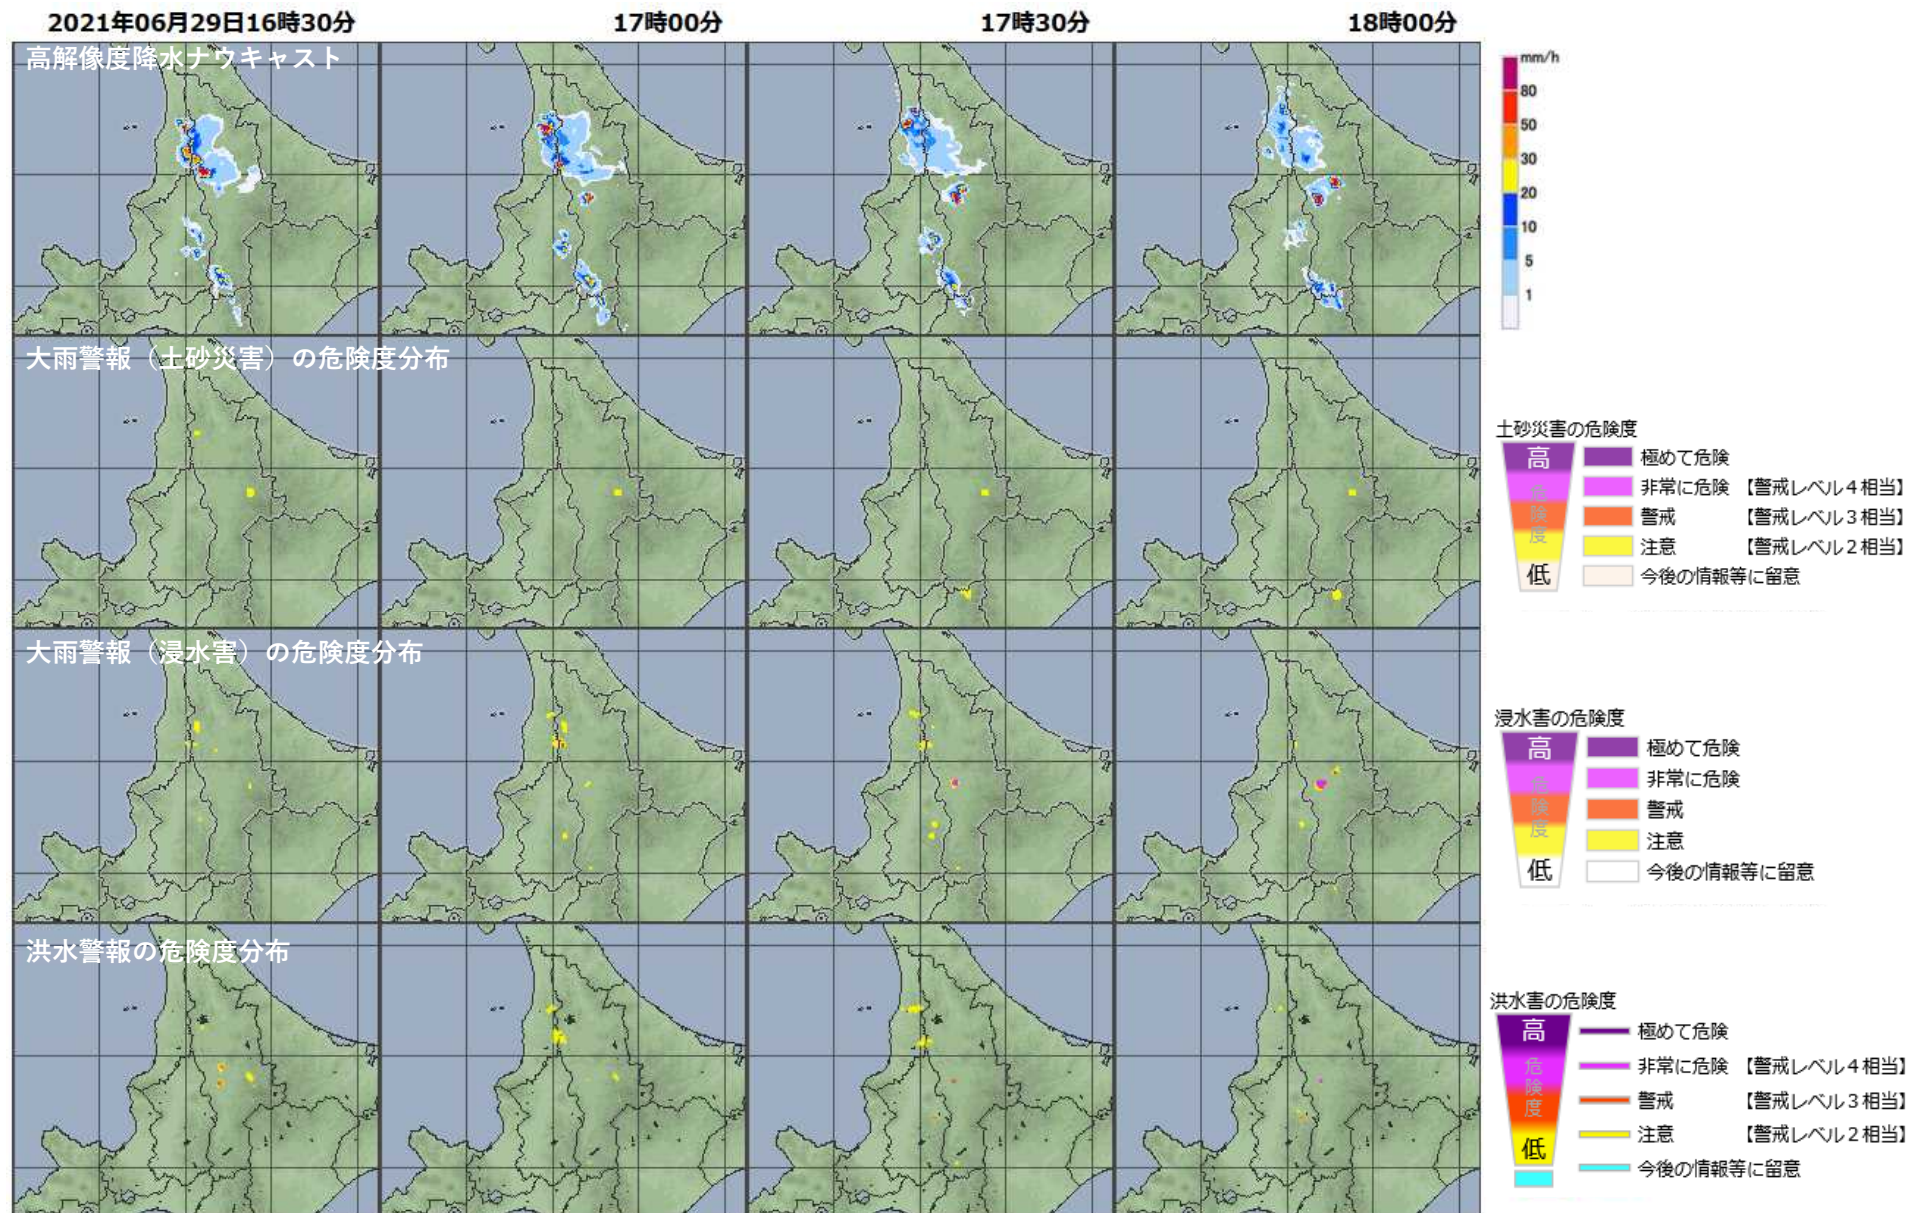 2021年06月29日16時30分 17時00分 17時30分 18時00分
高解像度降水ナウキャスト
mm/h
80
50
30
20
10
5
1
大雨警報（土砂災害）の危険度分布
土砂災害の危険度
高
危険度
低
極めて危険
非常に危険 【警戒レベル４相当】
警戒 【警戒レベル３相当】
注意 【警戒レベル２相当】
今後の情報等に留意
大雨警報（浸水害）の危険度分布
浸水害の危険度
高
危険度
低
極めて危険
非常に危険
警戒
注意
今後の情報等に留意
洪水警報の危険度分布
洪水害の危険度
高
危険度
低
極めて危険
非常に危険 【警戒レベル４相当】
警戒 【警戒レベル３相当】
注意 【警戒レベル２相当】
今後の情報等に留意